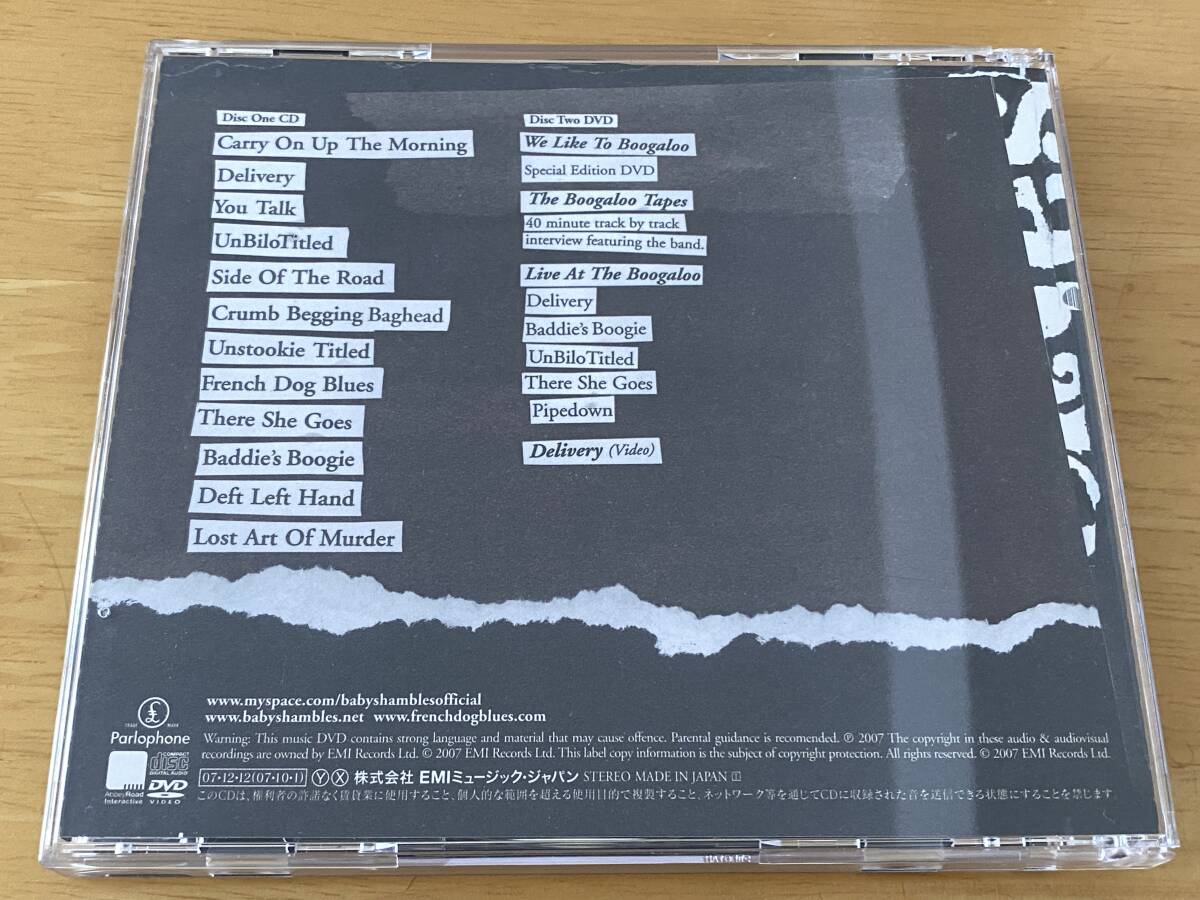 Disc One CD
Carry On Up The Morning
Delivery
You Talk
UnBiloTitled
Side Of The Road
Crumb Begging Baghead
Unstookie Titled
French Dog Blues
There She Goes
Baddie's Boogie
Deft Left Hand
Lost Art Of Murder
Disc Two DVD
We Like To Boogaloo
Special Edition DVD
The Boogaloo Tapes
40 minute track by track
interview featuring the band.
Live At The Boogaloo
Delivery
Baddie's Boogie
UnBiloTitled
There She Goes
Pipedown
Delivery (Video)
www.myspace.com/babyshamblesofficial
www.babyshambles.net www.frenchdogblues.com
TRADE MARK
Parlophone
Warning: This music DVD contains strong language and material that may cause offence. Parental guidance is recomended. ℗ 2007 The copyright in these audio & audiovisual
recordings are owned by EMI Records Ltd. © 2007 EMI Records Ltd. This label copy information is the subject of copyright protection. All rights reserved. © 2007 EMI Records Ltd.
Abbey Road
Interactive
COMPACT
disc
DIGITAL AUDIO
DVD
VIDEO
07·12·12(07·10·1) Ⓨ Ⓧ 株式会社 EMIミュージック・ジャパン STEREO MADE IN JAPAN
このCDは、権利者の許諾なく賃貸業に使用すること、個人的な範囲を超える使用目的で複製すること、ネットワーク等を通じてCDに収録された音を送信できる状態にすることを禁じます。